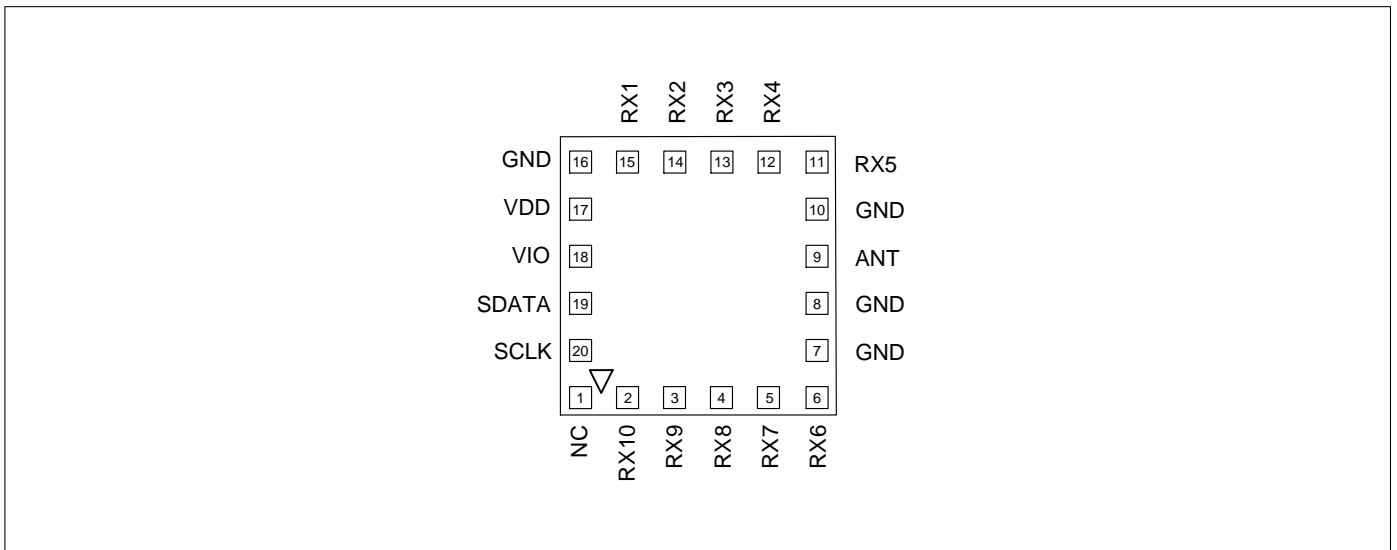 RX1 RX2 RX3 RX4
GND 16 15 14 13 12 11 RX5
VDD 17 10 GND
VIO 18 9 ANT
SDATA 19 8 GND
SCLK 20 7 GND
1 2 3 4 5 6
NC RX10 RX9 RX8 RX7 RX6